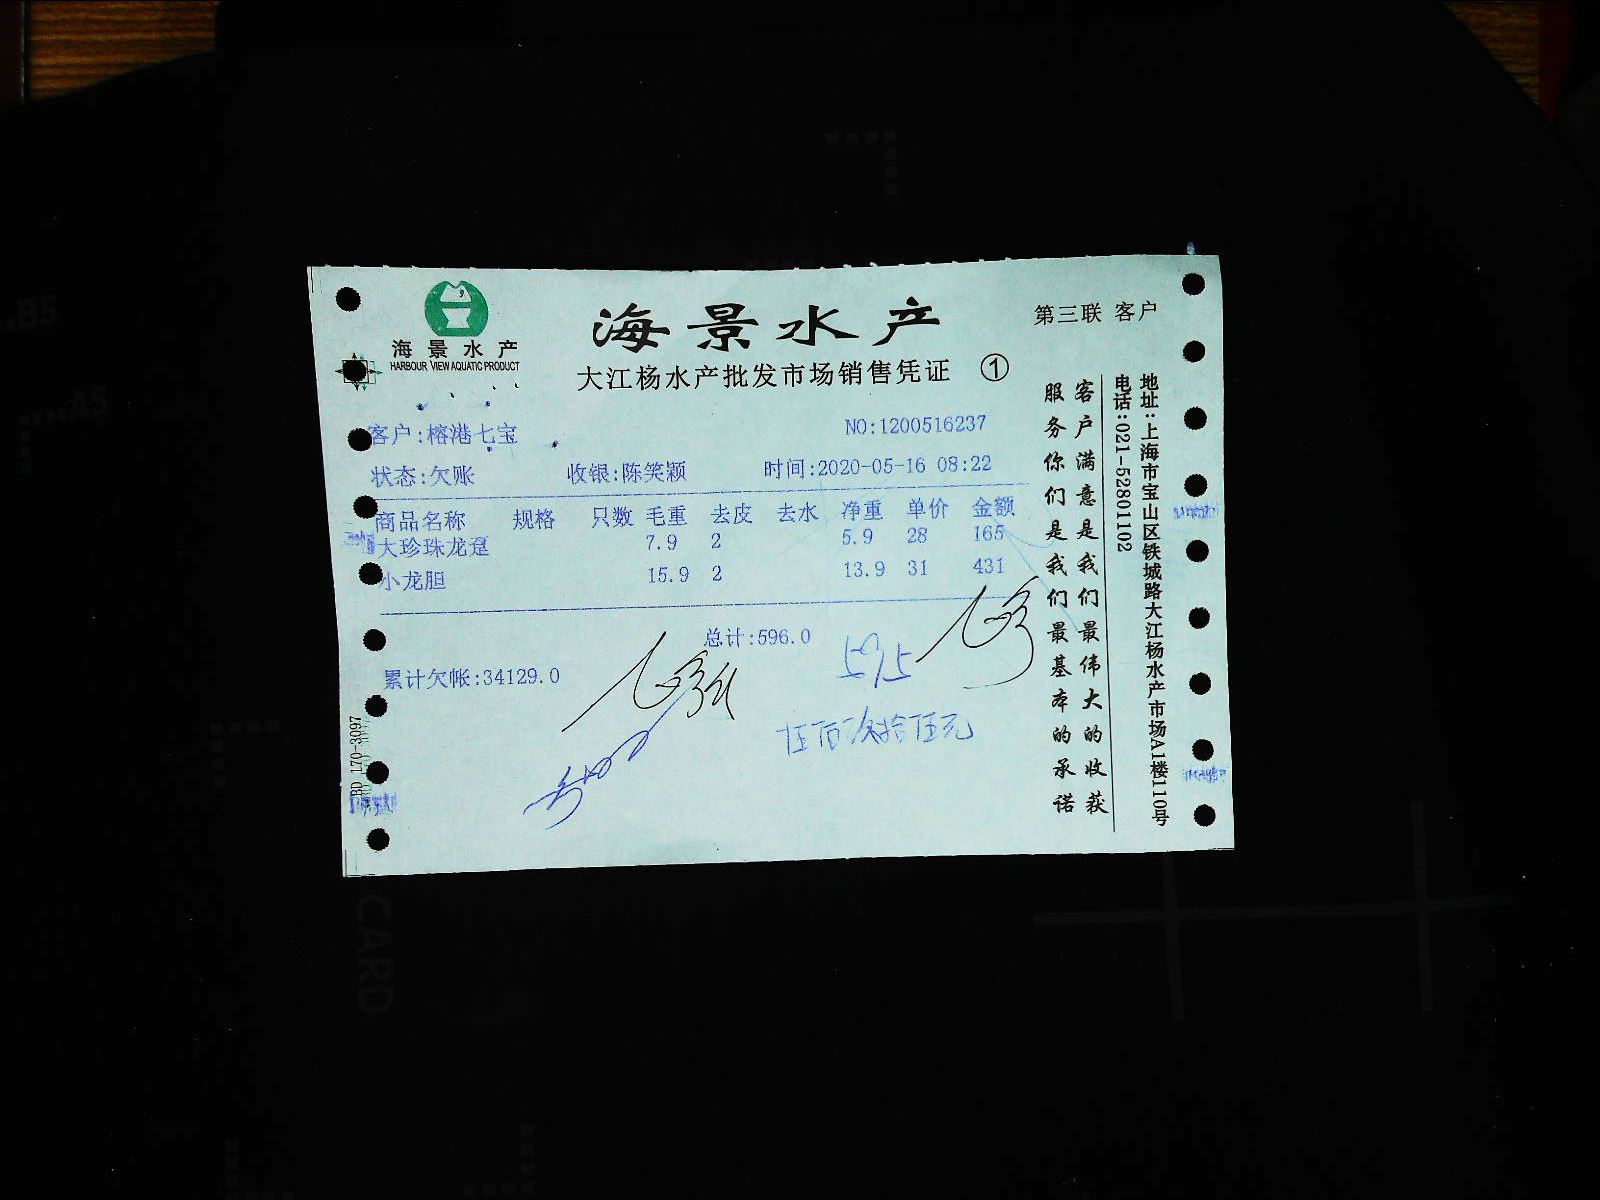 海景水产
HARBOUR VIEW AQUATIC PRODUCT
海景水产
大江杨水产批发市场销售凭证 ①
第三联 客户
客户:榕港七宝 NO:1200516237
状态:欠账 收银:陈笑颖 时间:2020-05-16 08:22
商品名称 规格 只数 毛重 去皮 去水 净重 单价 金额
大珍珠龙趸 7.9 2 5.9 28 165
小龙胆 15.9 2 13.9 31 431
总计:596.0
595
累计欠帐:34129.0
伍佰玖拾伍元
客户满意是我们最伟大的收获
服务你们是我们最基本的承诺
地址:上海市宝山区铁城路大江杨水产市场A1楼110号
电话:021-52801102
BD 170-3097
B5
A5
CARD